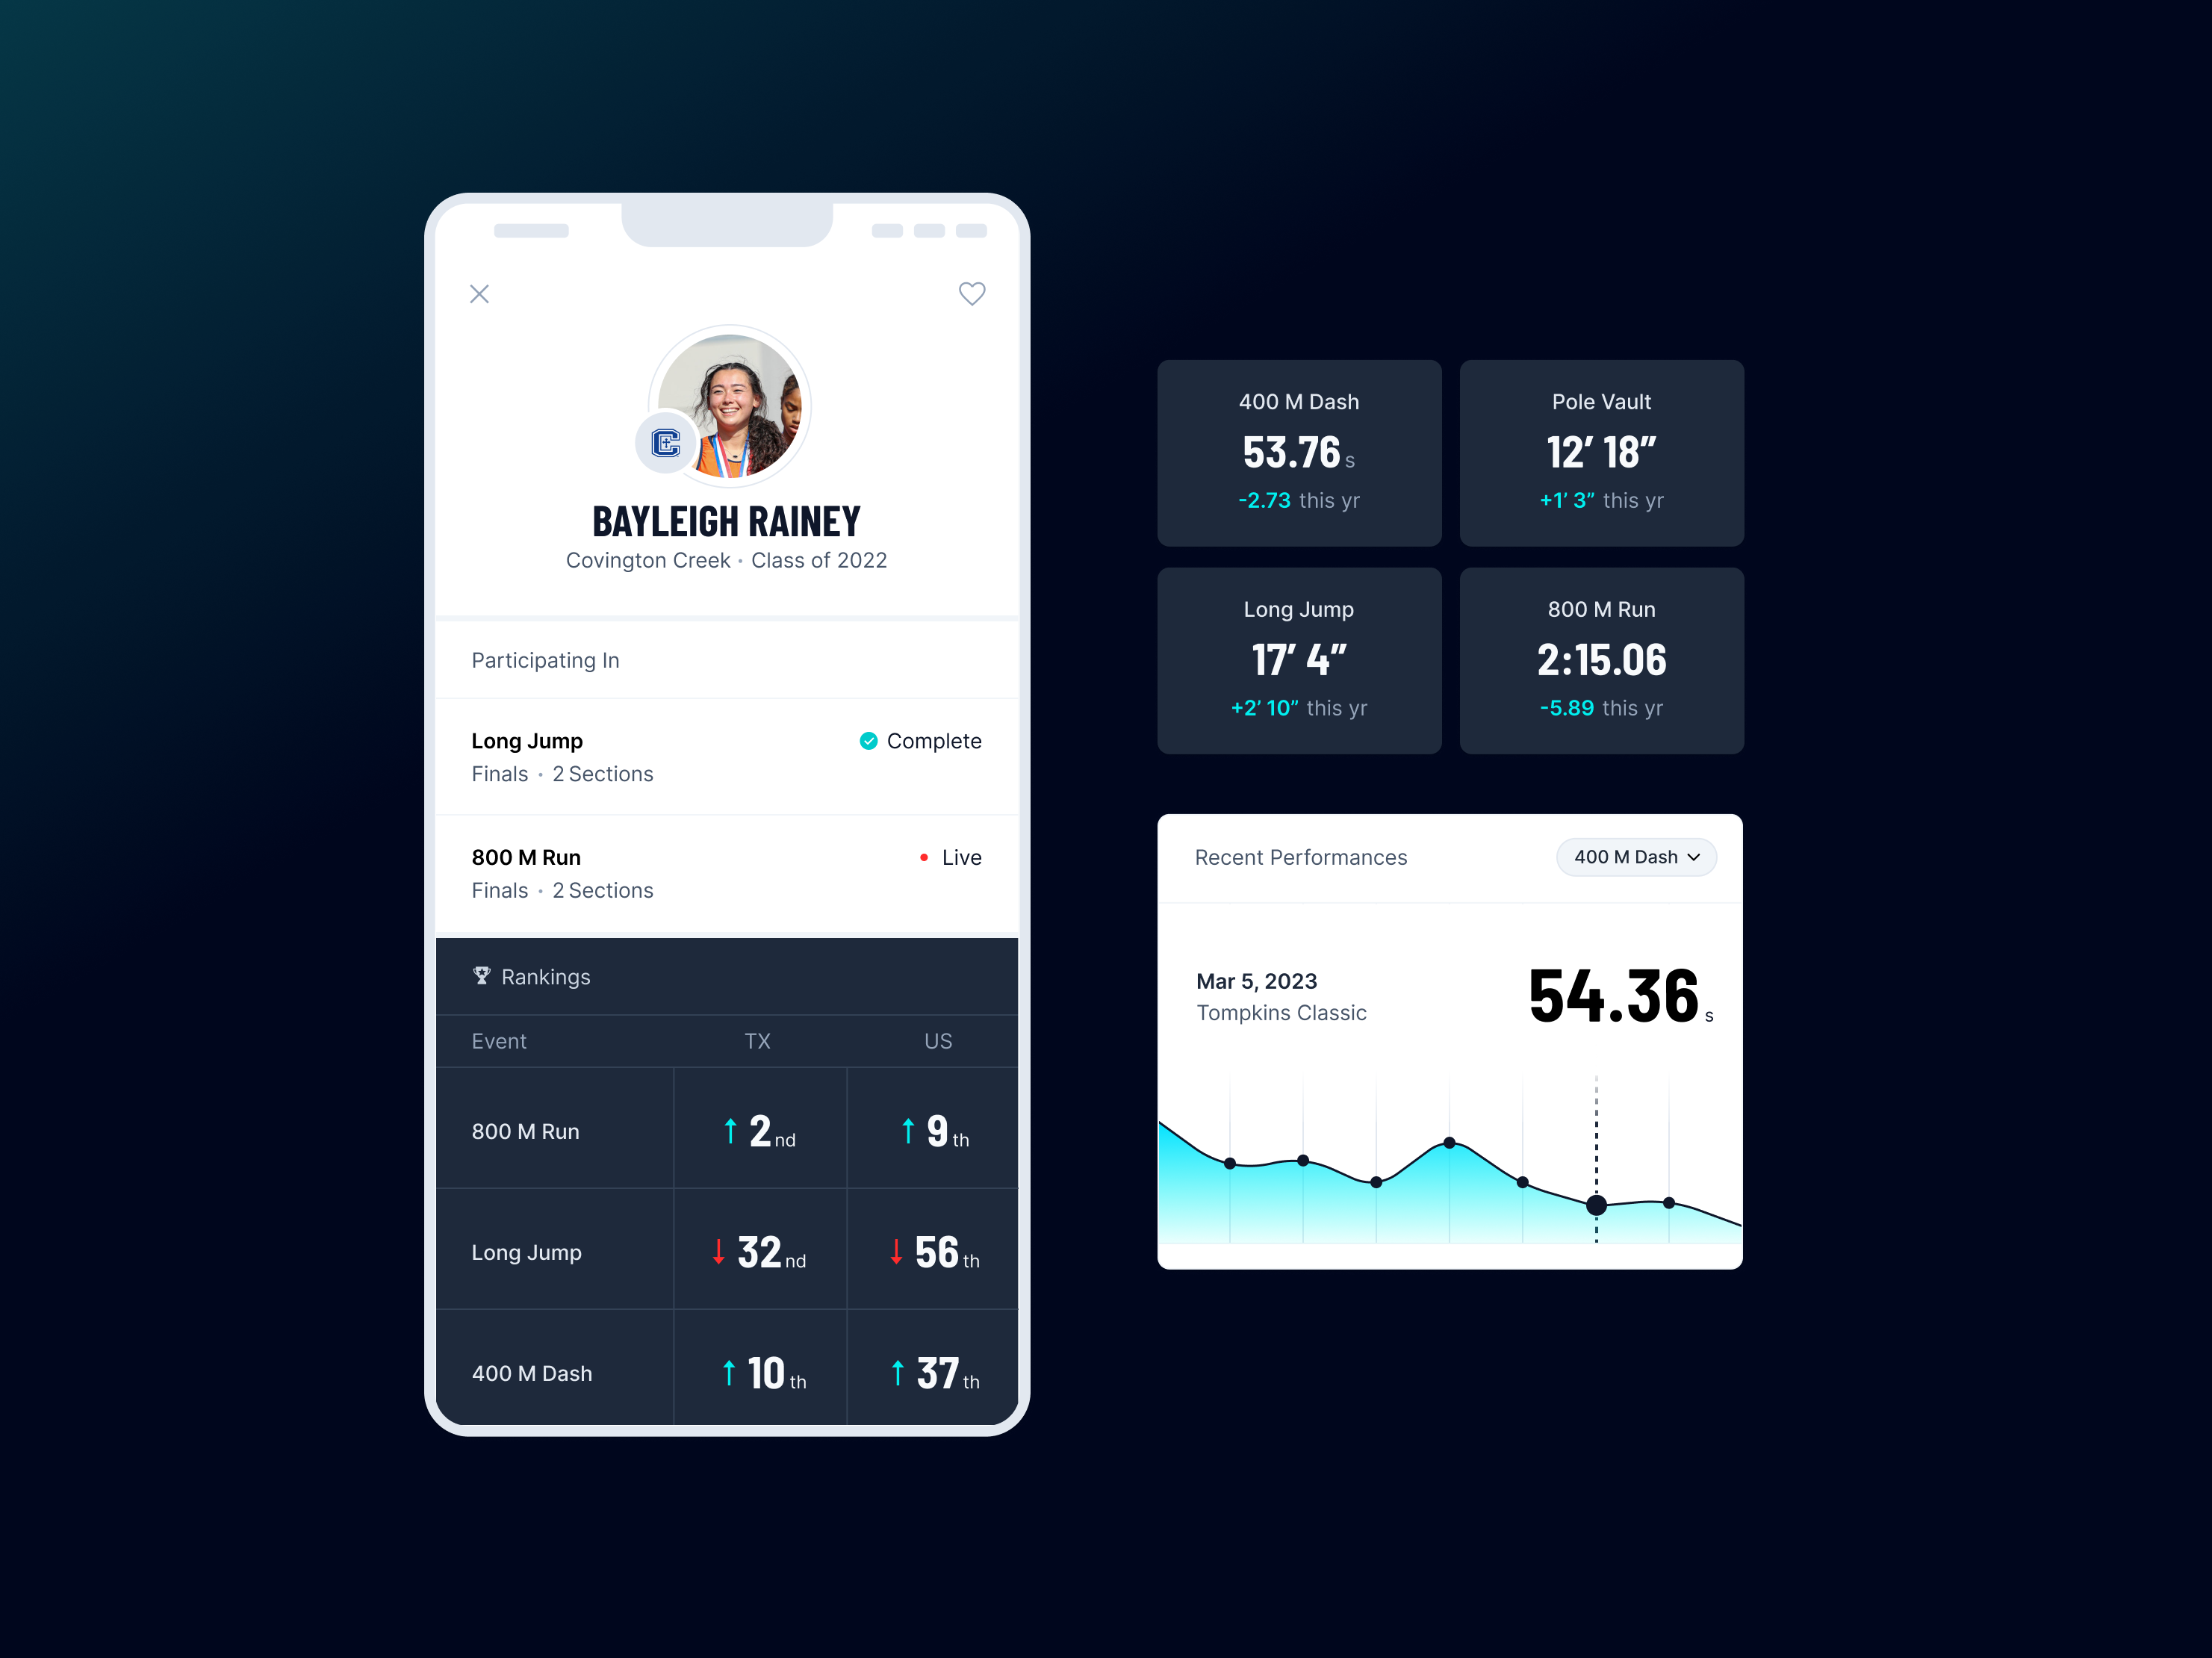 BAYLEIGH RAINEY
Covington Creek • Class of 2022
Participating In
Long Jump
Complete
Finals • 2 Sections
800 M Run
Live
Finals • 2 Sections
Rankings
Event TX US
800 M Run 2nd 9th
Long Jump 32nd 56th
400 M Dash 10th 37th
400 M Dash
53.76 s
-2.73 this yr
Pole Vault
12’ 18”
+1’ 3” this yr
Long Jump
17’ 4”
+2’ 10” this yr
800 M Run
2:15.06
-5.89 this yr
Recent Performances
400 M Dash
Mar 5, 2023
Tompkins Classic
54.36 s